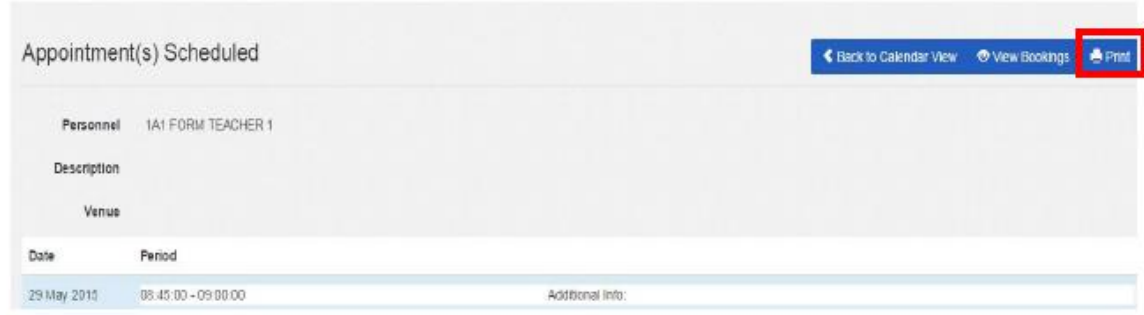 Appointment(s) Scheduled
Back to Calendar View View Bookings Print
Personnel 1A1 FORM TEACHER 1
Description
Venue
Date Period
29 May 2015 08:45:00 - 09:00:00 Additional Info: